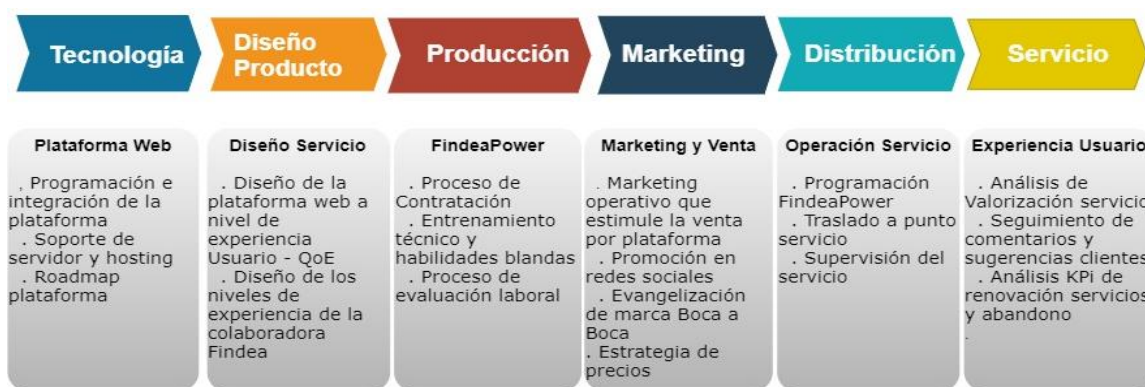 Tecnología
Diseño
Producto
Producción
Marketing
Distribución
Servicio
Plataforma Web
. Programación e
integración de la
plataforma
. Soporte de
servidor y hosting
. Roadmap
plataforma
Diseño Servicio
. Diseño de la
plataforma web a
nivel de
experiencia
Usuario - QoE
. Diseño de los
niveles de
experiencia de la
colaboradora
Findea
FindeaPower
. Proceso de
Contratación
. Entrenamiento
técnico y
habilidades blandas
. Proceso de
evaluación laboral
Marketing y Venta
. Marketing
operativo que
estimule la venta
por plataforma
. Promoción en
redes sociales
. Evangelización
de marca Boca a
Boca
. Estrategia de
precios
Operación Servicio
. Programación
FindeaPower
. Traslado a punto
servicio
. Supervisión del
servicio
Experiencia Usuario
. Análisis de
Valorización servicio
. Seguimiento de
comentarios y
sugerencias clientes
. Análisis KPi de
renovación servicios
y abandono
.